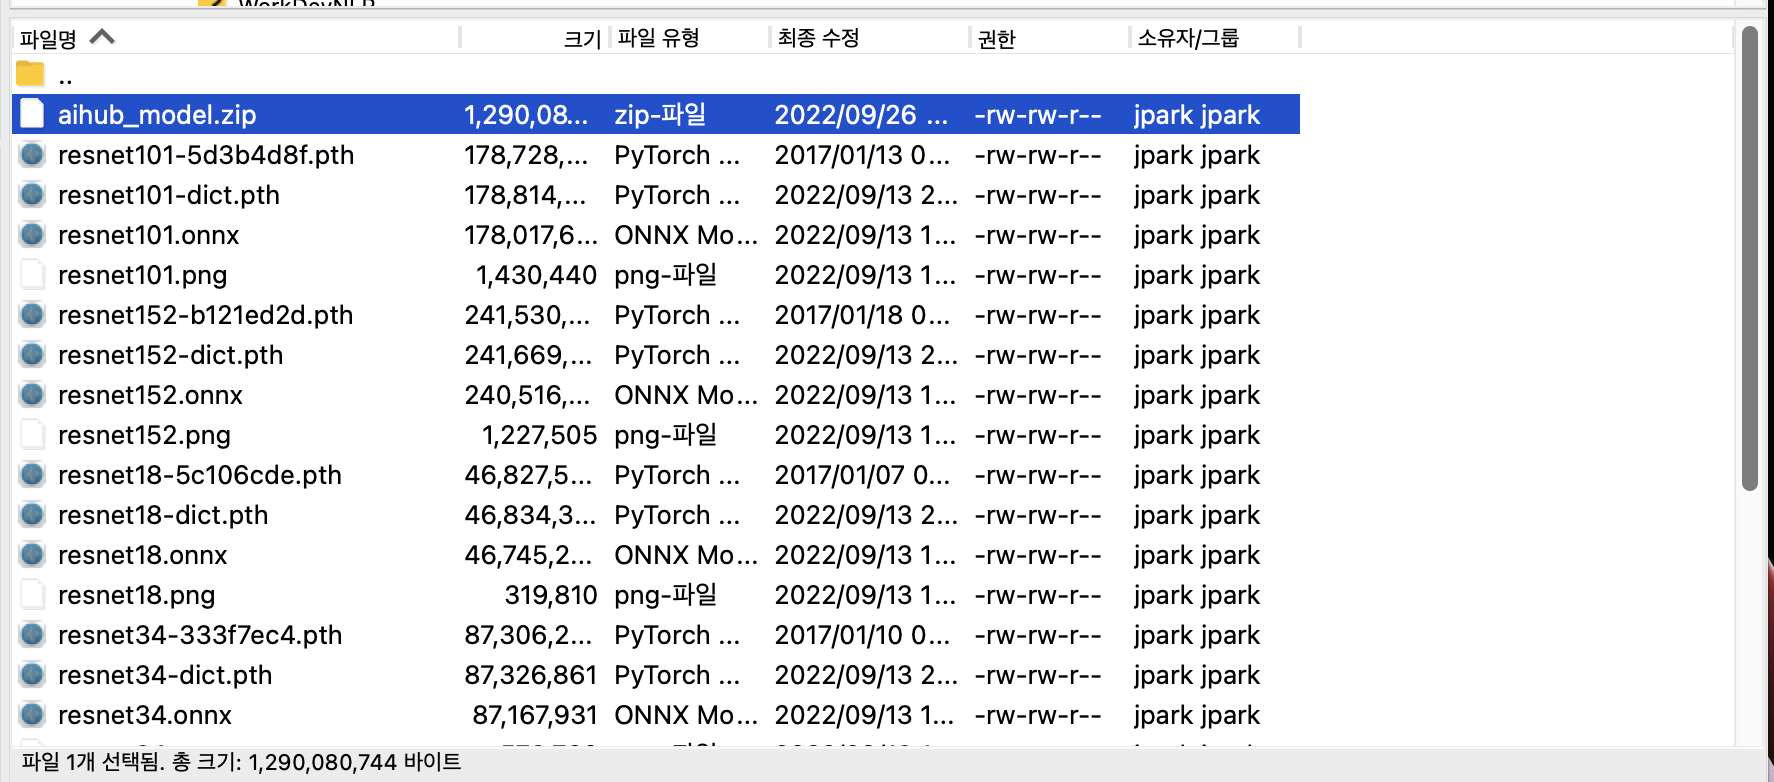 WorkDevNLP
파일명 크기 파일 유형 최종 수정 권한 소유자/그룹
..
aihub_model.zip 1,290,08... zip-파일 2022/09/26 ... -rw-rw-r-- jpark jpark
resnet101-5d3b4d8f.pth 178,728,... PyTorch ... 2017/01/13 0... -rw-rw-r-- jpark jpark
resnet101-dict.pth 178,814,... PyTorch ... 2022/09/13 2... -rw-rw-r-- jpark jpark
resnet101.onnx 178,017,6... ONNX Mo... 2022/09/13 1... -rw-rw-r-- jpark jpark
resnet101.png 1,430,440 png-파일 2022/09/13 1... -rw-rw-r-- jpark jpark
resnet152-b121ed2d.pth 241,530,... PyTorch ... 2017/01/18 0... -rw-rw-r-- jpark jpark
resnet152-dict.pth 241,669,... PyTorch ... 2022/09/13 2... -rw-rw-r-- jpark jpark
resnet152.onnx 240,516,... ONNX Mo... 2022/09/13 1... -rw-rw-r-- jpark jpark
resnet152.png 1,227,505 png-파일 2022/09/13 1... -rw-rw-r-- jpark jpark
resnet18-5c106cde.pth 46,827,5... PyTorch ... 2017/01/07 0... -rw-rw-r-- jpark jpark
resnet18-dict.pth 46,834,3... PyTorch ... 2022/09/13 2... -rw-rw-r-- jpark jpark
resnet18.onnx 46,745,2... ONNX Mo... 2022/09/13 1... -rw-rw-r-- jpark jpark
resnet18.png 319,810 png-파일 2022/09/13 1... -rw-rw-r-- jpark jpark
resnet34-333f7ec4.pth 87,306,2... PyTorch ... 2017/01/10 0... -rw-rw-r-- jpark jpark
resnet34-dict.pth 87,326,861 PyTorch ... 2022/09/13 2... -rw-rw-r-- jpark jpark
resnet34.onnx 87,167,931 ONNX Mo... 2022/09/13 1... -rw-rw-r-- jpark jpark
파일 1개 선택됨. 총 크기: 1,290,080,744 바이트